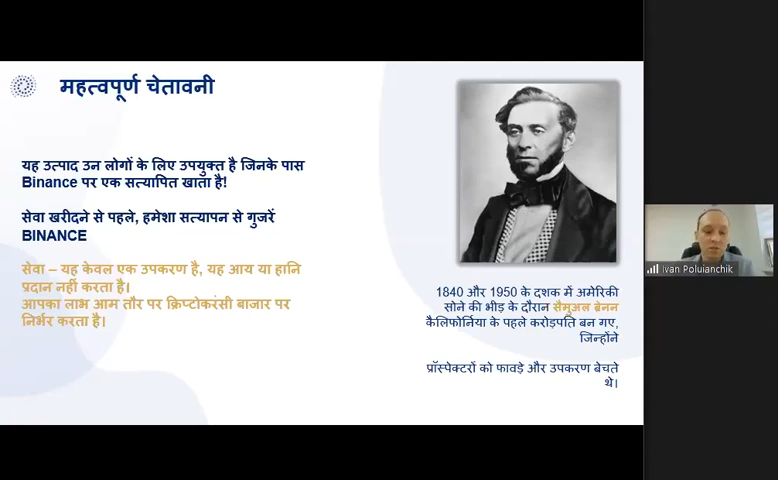 महत्वपूर्ण चेतावनी
यह उत्पाद उन लोगों के लिए उपयुक्त है जिनके पास
Binance पर एक सत्यापित खाता है!
सेवा खरीदने से पहले, हमेशा सत्यापन से गुजरें
BINANCE
सेवा – यह केवल एक उपकरण है, यह आय या हानि
प्रदान नहीं करता है।
आपका लाभ आम तौर पर क्रिप्टोकरंसी बाजार पर
निर्भर करता है।
1840 और 1950 के दशक में अमेरिकी
सोने की भीड़ के दौरान सैमुअल ब्रेनन
कैलिफोर्निया के पहले करोड़पति बन गए,
जिन्होंने
प्रॉस्पेक्टरों को फावड़े और उपकरण बेचते
थे।
Ivan Poluianchik